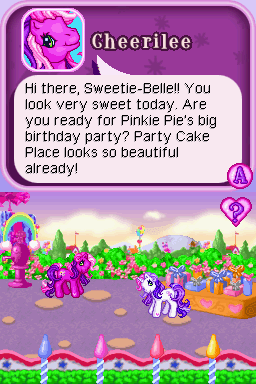 Cheerilee
Hi there, Sweetie-Belle!! You
look very sweet today. Are
you ready for Pinkie Pie's big
birthday party? Party Cake
Place looks so beautiful
already!
A
?